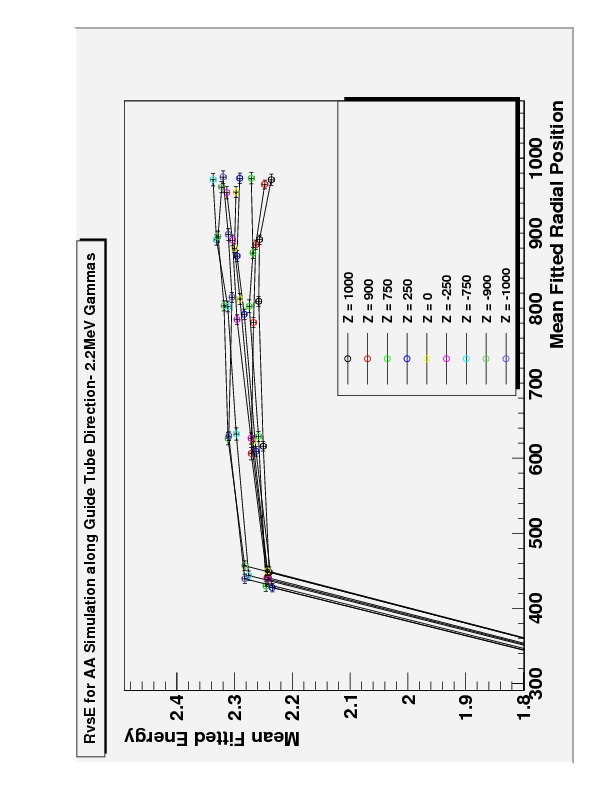 RvsE for AA Simulation along Guide Tube Direction- 2.2MeV Gammas
Mean Fitted Energy
2.4
2.3
2.2
2.1
2
1.9
1.8
Z = 1000
Z = 900
Z = 750
Z = 250
Z = 0
Z = -250
Z = -750
Z = -900
Z = -1000
300 400 500 600 700 800 900 1000
Mean Fitted Radial Position